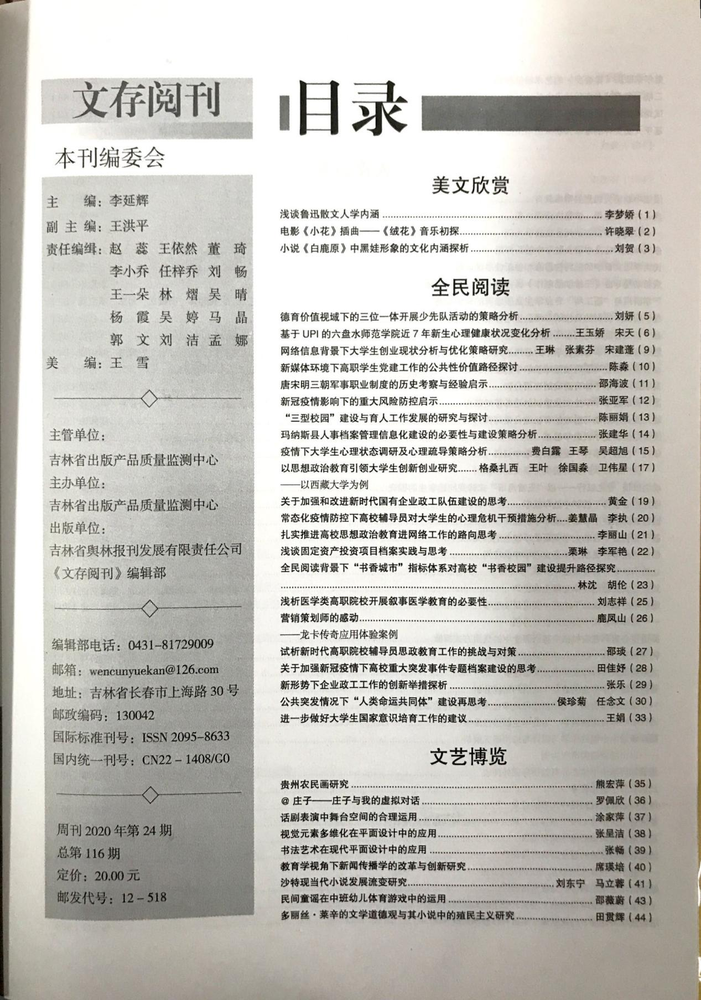 文存阅刊
本刊编委会
主 编：李延辉
副 主 编：王洪平
责任编缉：赵 蕊 王依然 董 琦
李小乔 任梓乔 刘 畅
王一朵 林 熠 吴 晴
杨 霞 吴 婷 马 晶
郭 文 刘 洁 孟 娜
美 编：王 雪
主管单位：
吉林省出版产品质量监测中心
主办单位：
吉林省出版产品质量监测中心
出版单位：
吉林省舆林报刊发展有限责任公司
《文存阅刊》编辑部
编辑部电话：0431-81729009
邮箱：wencunyuekan@126.com
地址：吉林省长春市上海路 30 号
邮政编码：130042
国际标准刊号：ISSN 2095-8633
国内统一刊号：CN22 - 1408/G0
周刊 2020 年第 24 期
总第 116 期
定价：20.00 元
邮发代号：12 - 518
目录
美文欣赏
浅谈鲁迅散文人学内涵 ........ 李梦娇（1）
电影《小花》插曲——《绒花》音乐初探........ 许晓翠（2）
小说《白鹿原》中黑娃形象的文化内涵探析........ 刘贺（3）
全民阅读
德育价值视域下的三位一体开展少先队活动的策略分析........ 刘妍（5）
基于 UPI 的六盘水师范学院近 7 年新生心理健康状况变化分析 ........王玉娇 宋天（6）
网络信息背景下大学生创业现状分析与优化策略研究......... 王琳 张素芬 宋建蓬（9）
新媒体环境下高职学生党建工作的公共性价值路径探讨........ 陈淼（10）
唐宋明三朝军事职业制度的历史考察与经验启示........ 邵海波（11）
新冠疫情影响下的重大风险防控启示........ 张亚军（12）
“三型校园”建设与育人工作发展的研究与探讨........ 陈丽娟（13）
玛纳斯县人事档案管理信息化建设的必要性与建设策略分析........ 张建华（14）
疫情下大学生心理状态调研及心理疏导策略分析........ 费白露 王琴 吴超旭（15）
以思想政治教育引领大学生创新创业研究....... 格桑扎西 王叶 徐国淼 卫伟星（17）
——以西藏大学为例
关于加强和改进新时代国有企业政工队伍建设的思考........ 黄金（19）
常态化疫情防控下高校辅导员对大学生的心理危机干预措施分析....姜慧晶 李执（20）
扎实推进高校思想政治教育进网络工作的路向思考........ 李丽山（21）
浅谈固定资产投资项目档案实践与思考........ 栗琳 李军艳（22）
全民阅读背景下“书香城市”指标体系对高校“书香校园”建设提升路径探究............
........ 林沈 胡伦（23）
浅析医学类高职院校开展叙事医学教育的必要性........ 刘志祥（25）
营销策划师的感动........ 鹿凤山（26）
——龙卡传奇应用体验案例
试析新时代高职院校辅导员思政教育工作的挑战与对策........ 邵琰（27）
关于加强新冠疫情下高校重大突发事件专题档案建设的思考........ 田佳妤（28）
新形势下企业政工工作的创新举措探析........ 张乐（29）
公共突发情况下“人类命运共同体”建设再思考........ 侯珍菊 任念文（30）
进一步做好大学生国家意识培育工作的建议........ 王娟（33）
文艺博览
贵州农民画研究........ 熊宏萍（35）
@ 庄子——庄子与我的虚拟对话........ 罗佩欣（36）
话剧表演中舞台空间的合理运用........ 涂家萍（37）
视觉元素多维化在平面设计中的应用........ 张呈洁（38）
书法艺术在现代平面设计中的应用........ 张畅（39）
教育学视角下新闻传播学的改革与创新研究........ 席瑛培（40）
沙特现当代小说发展流变研究........ 刘东宁 马立蓉（41）
民间童谣在中班幼儿体育游戏中的运用........ 邵薇蔚（43）
多丽丝·莱辛的文学道德观与其小说中的殖民主义研究........ 田贯辉（44）